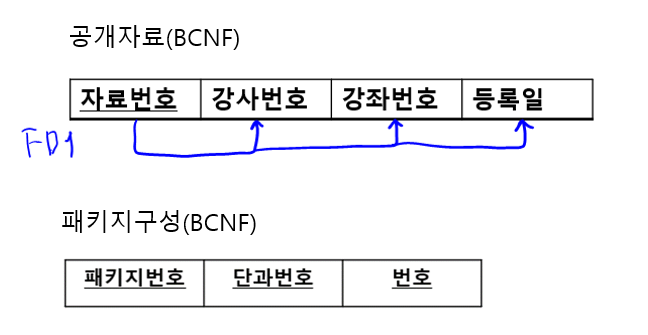 공개자료(BCNF)
자료번호 강사번호 강좌번호 등록일
FD1
패키지구성(BCNF)
패키지번호 단과번호 번호